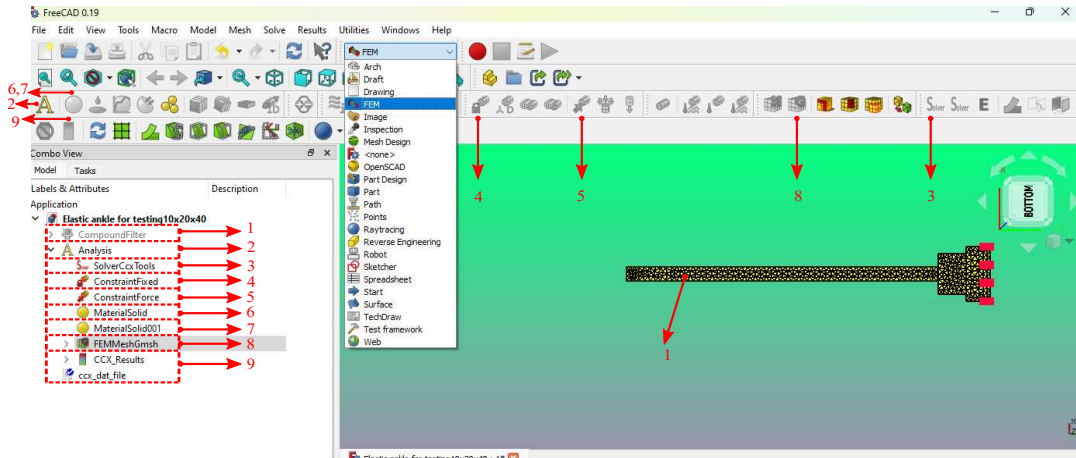 FreeCAD 0.19
File Edit View Tools Macro Model Mesh Solve Results Utilities Windows Help
FEM
Arch
Draft
Drawing
FEM
Image
Inspection
Mesh Design
<none>
OpenSCAD
Part Design
Part
Path
Points
Raytracing
Reverse Engineering
Robot
Sketcher
Spreadsheet
Start
Surface
TechDraw
Test framework
Web
6,7
2
9
A
Solver Solver E
4
5
8
3
Combo View
Model Tasks
Labels & Attributes Description
Application
Elastic ankle for testing10x20x40
CompoundFilter 1
Analysis 2
SolverCcxTools 3
ConstraintFixed 4
ConstraintForce 5
MaterialSolid 6
MaterialSolid001 7
FEMMeshGmsh 8
CCX_Results 9
ccx_dat_file
BOTTOM
1